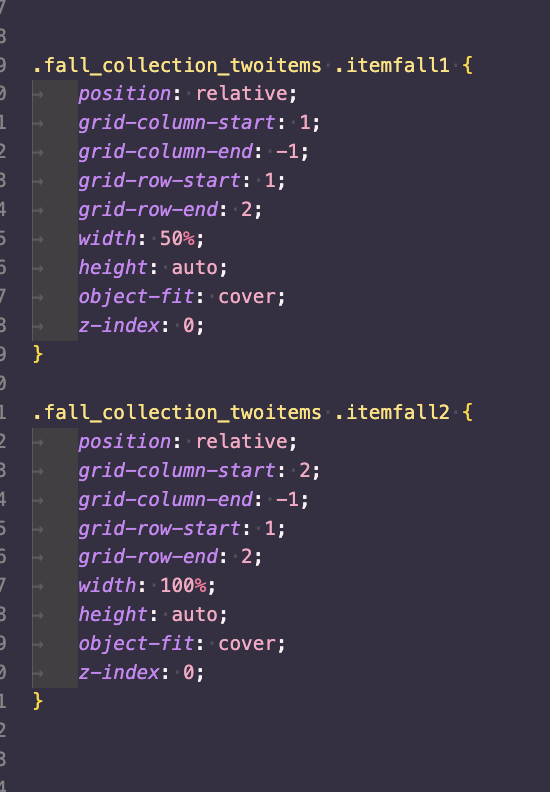 7
8
9 .fall_collection_twoitems .itemfall1 {
0 position: relative;
1 grid-column-start: 1;
2 grid-column-end: -1;
3 grid-row-start: 1;
4 grid-row-end: 2;
5 width: 50%;
6 height: auto;
7 object-fit: cover;
8 z-index: 0;
9 }
0
1 .fall_collection_twoitems .itemfall2 {
2 position: relative;
3 grid-column-start: 2;
4 grid-column-end: -1;
5 grid-row-start: 1;
6 grid-row-end: 2;
7 width: 100%;
8 height: auto;
9 object-fit: cover;
0 z-index: 0;
1 }
2
3
4